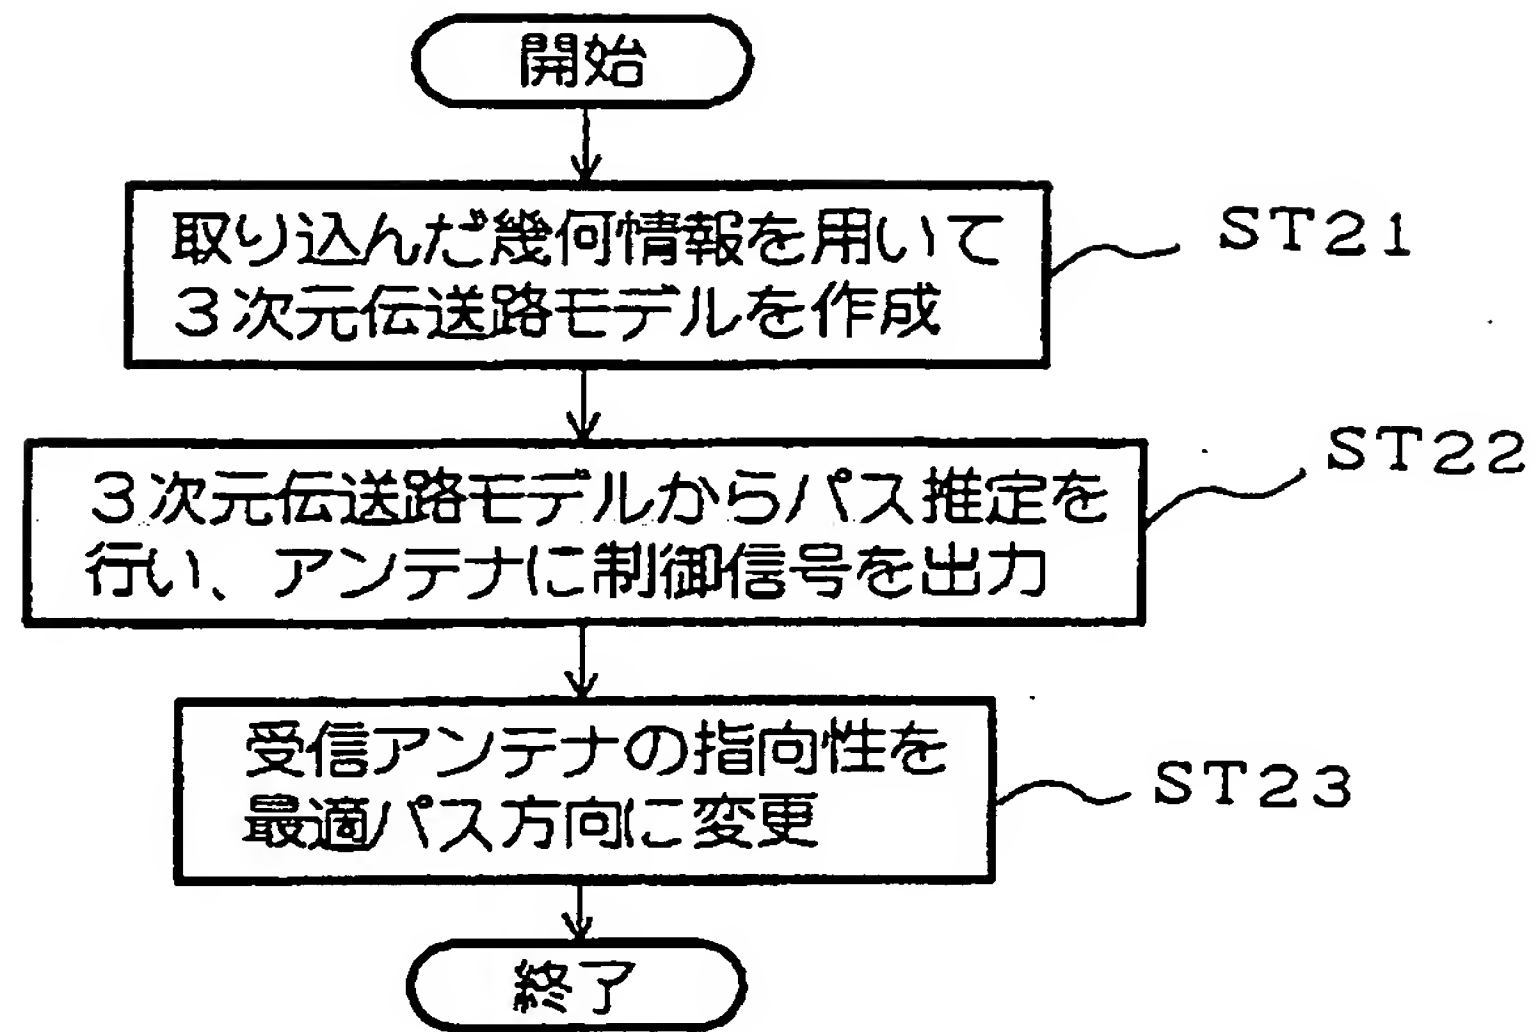 開始
取り込んだ幾何情報を用いて
3次元伝送路モデルを作成
ST21
3次元伝送路モデルからパス推定を
行い、アンテナに制御信号を出力
ST22
受信アンテナの指向性を
最適パス方向に変更
ST23
終了